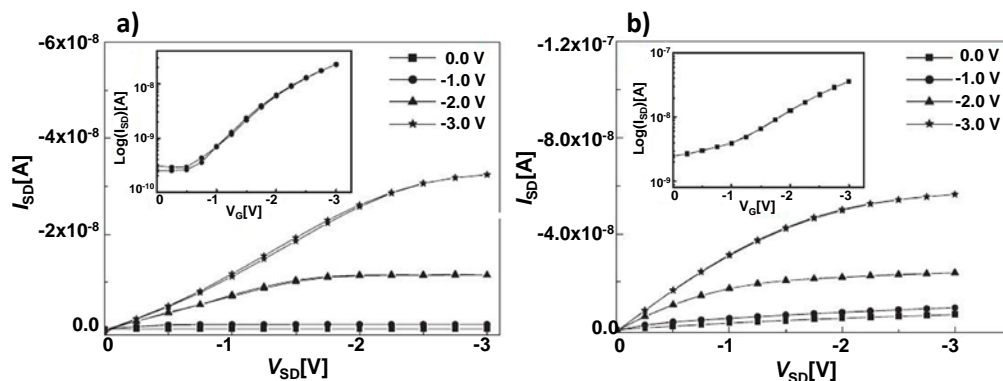 a)
-6x10-8
-4x10-8
-2x10-8
0.0
ISD[A]
0 -1 -2 -3
VSD[V]
0.0 V
-1.0 V
-2.0 V
-3.0 V
Log(ISD)[A]
10-8
10-9
10-10
0 -1 -2 -3
VG[V]
b)
-1.2x10-7
-8.0x10-8
-4.0x10-8
0.0
ISD[A]
0 -1 -2 -3
VSD[V]
0.0 V
-1.0 V
-2.0 V
-3.0 V
Log(ISD)[A]
10-7
10-8
10-9
0 -1 -2 -3
VG[V]